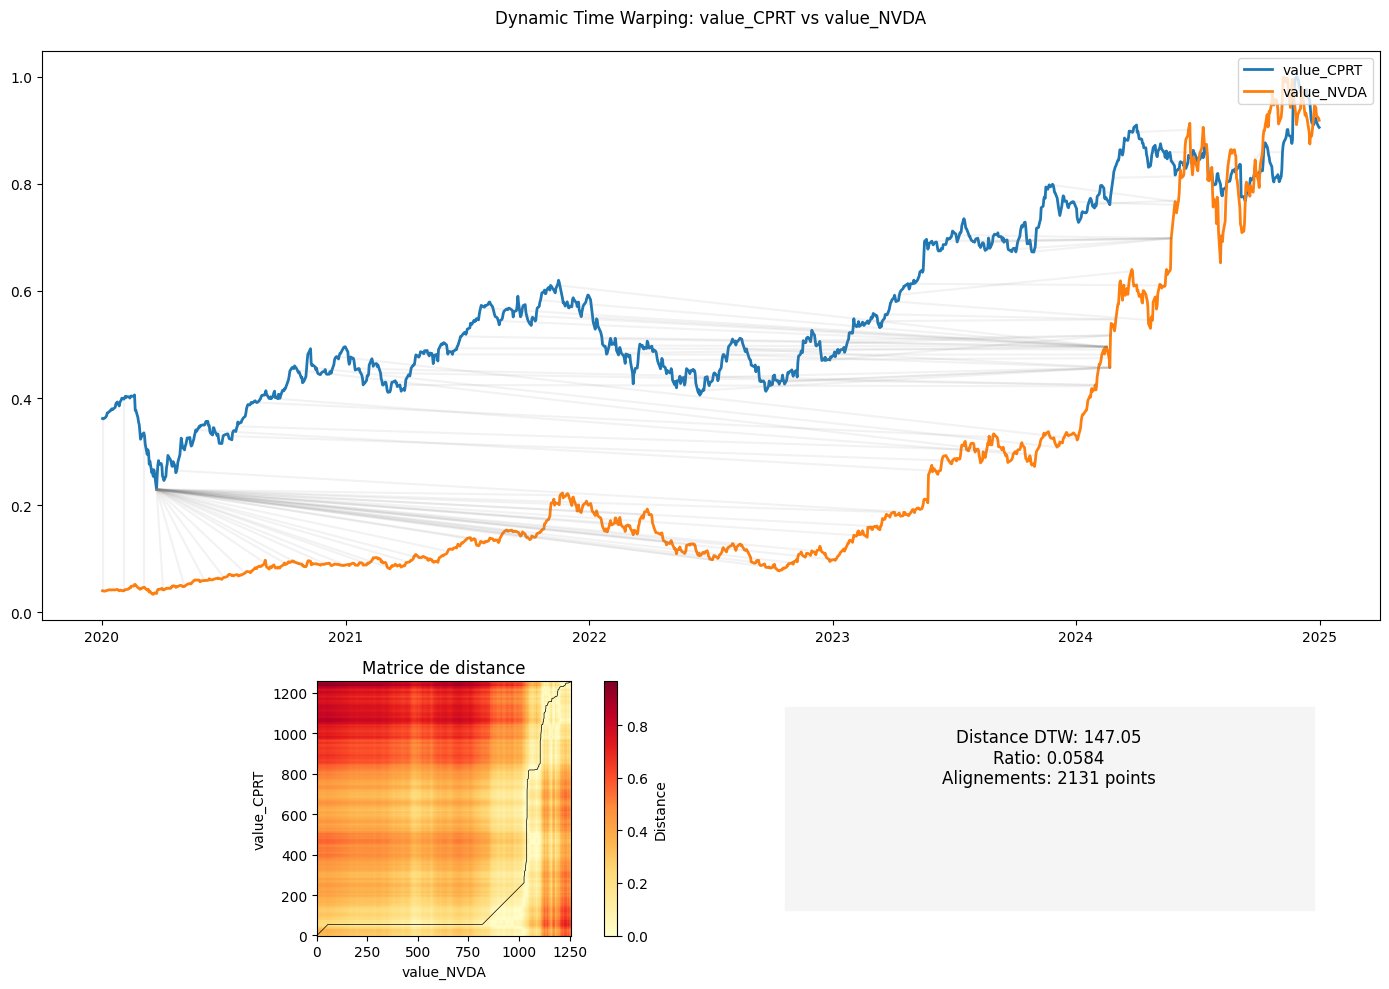 Dynamic Time Warping: value_CPRT vs value_NVDA
value_CPRT
value_NVDA
1.0
0.8
0.6
0.4
0.2
0.0
2020 2021 2022 2023 2024 2025
Matrice de distance
value_CPRT
1200
1000
800
600
400
200
0
0 250 500 750 1000 1250
value_NVDA
0.8
0.6
0.4
0.2
0.0
Distance
Distance DTW: 147.05
Ratio: 0.0584
Alignements: 2131 points